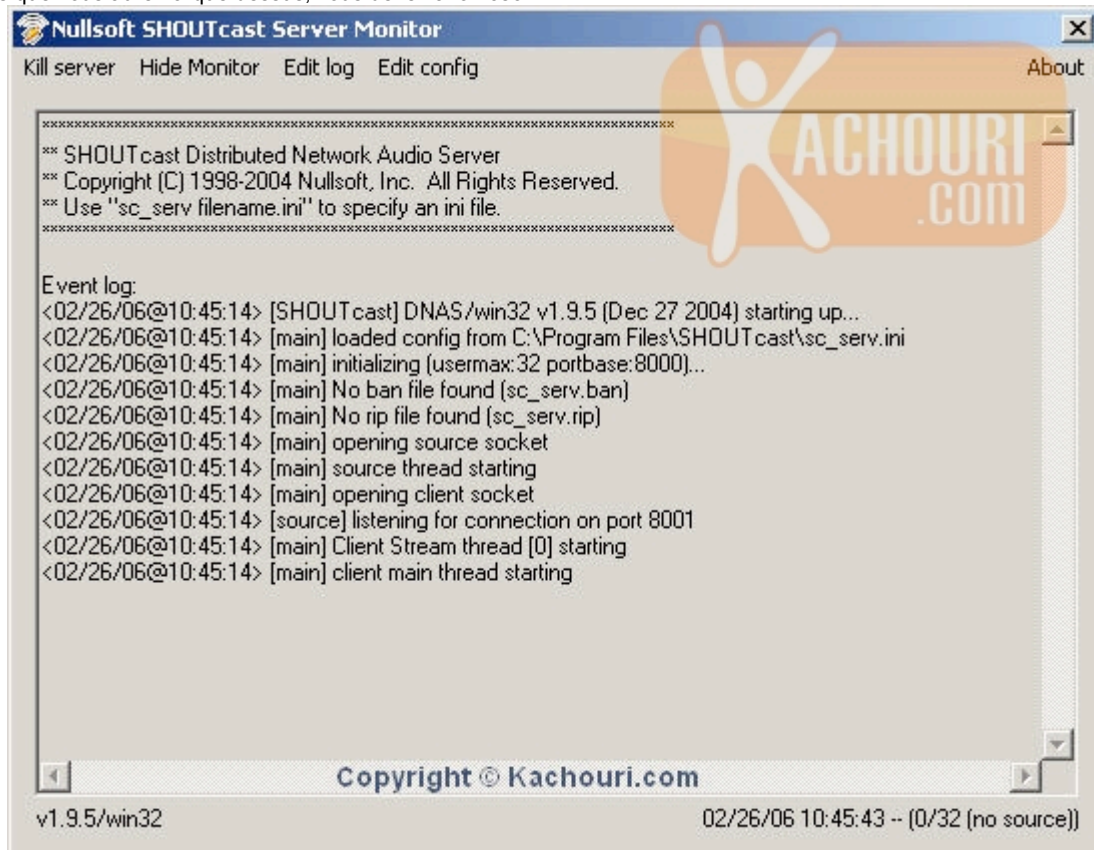 Nullsoft SHOUTcast Server Monitor
Kill server Hide Monitor Edit log Edit config About
** SHOUTcast Distributed Network Audio Server
** Copyright (C) 1998-2004 Nullsoft, Inc. All Rights Reserved.
** Use "sc_serv filename.ini" to specify an ini file.
KACHOURI
.COM
Event log:
<02/26/06@10:45:14> [SHOUTcast] DNAS/win32 v1.9.5 (Dec 27 2004) starting up...
<02/26/06@10:45:14> [main] loaded config from C:\Program Files\SHOUTcast\sc_serv.ini
<02/26/06@10:45:14> [main] initializing (usermax:32 portbase:8000)...
<02/26/06@10:45:14> [main] No ban file found (sc_serv.ban)
<02/26/06@10:45:14> [main] No rip file found (sc_serv.rip)
<02/26/06@10:45:14> [main] opening source socket
<02/26/06@10:45:14> [main] source thread starting
<02/26/06@10:45:14> [main] opening client socket
<02/26/06@10:45:14> [source] listening for connection on port 8001
<02/26/06@10:45:14> [main] Client Stream thread [0] starting
<02/26/06@10:45:14> [main] client main thread starting
Copyright © Kachouri.com
v1.9.5/win32 02/26/06 10:45:43 -- (0/32 (no source))